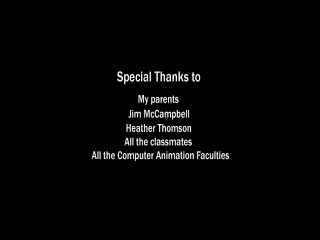 Special Thanks to
My parents
Jim McCampbell
Heather Thomson
All the classmates
All the Computer Animation Faculties